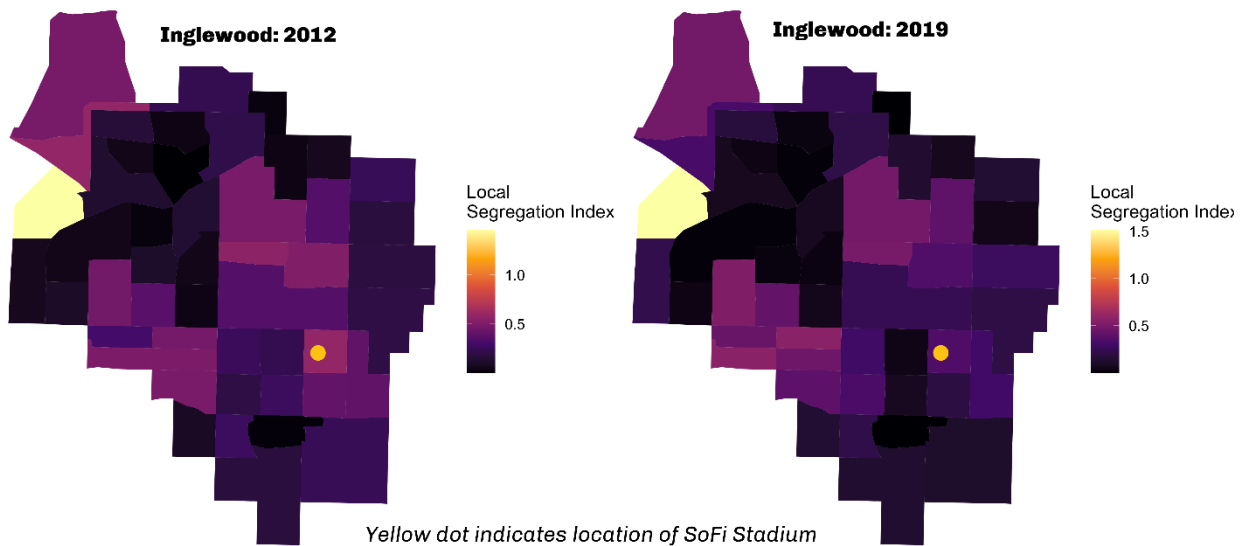 Inglewood: 2012
Inglewood: 2019
Local
Segregation Index
1.0
0.5
Local
Segregation Index
1.5
1.0
0.5
Yellow dot indicates location of SoFi Stadium